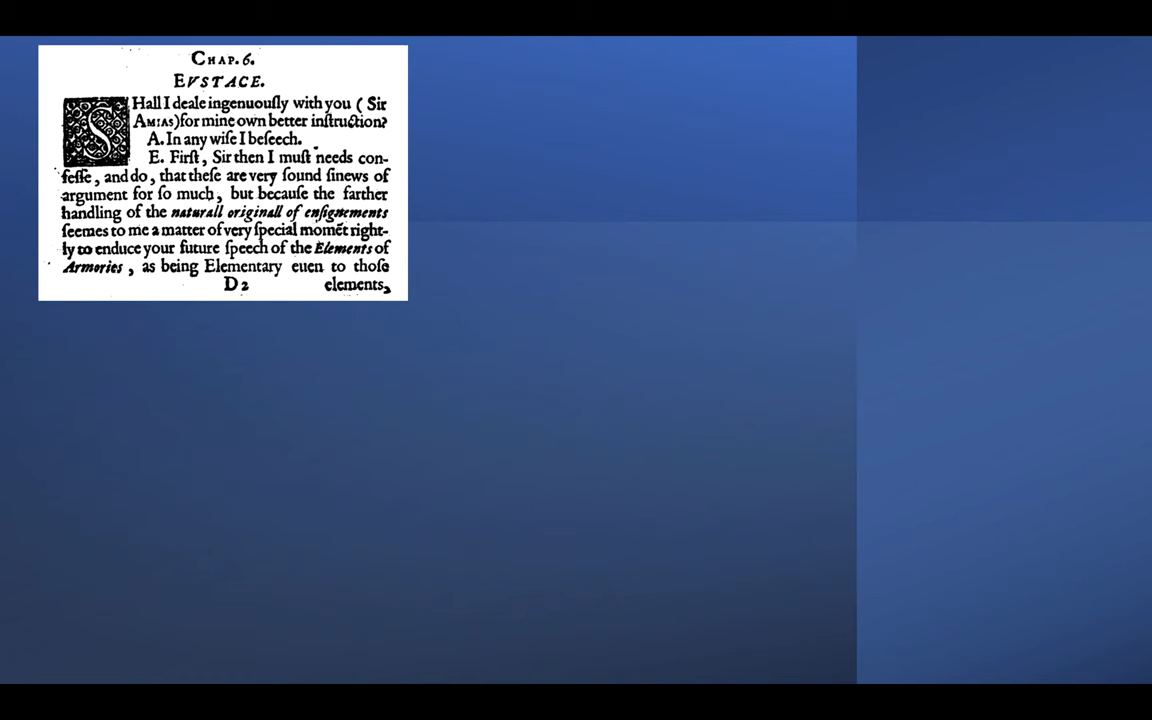 CHAP. 6.
EVSTACE.
SHall I deale ingenuouſly with you ( Sir
AMIAS) for mine own better inſtruction?
A. In any wiſe I beſeech.
E. Firſt, Sir then I muſt needs con-
feſſe, and do, that theſe are very ſound ſinews of
argument for ſo much, but becauſe the farther
handling of the naturall originall of enſignements
ſeemes to me a matter of very ſpecial momēt right-
ly to enduce your future ſpeech of the Elements of
Armories, as being Elementary euen to thoſe
D2 elements,